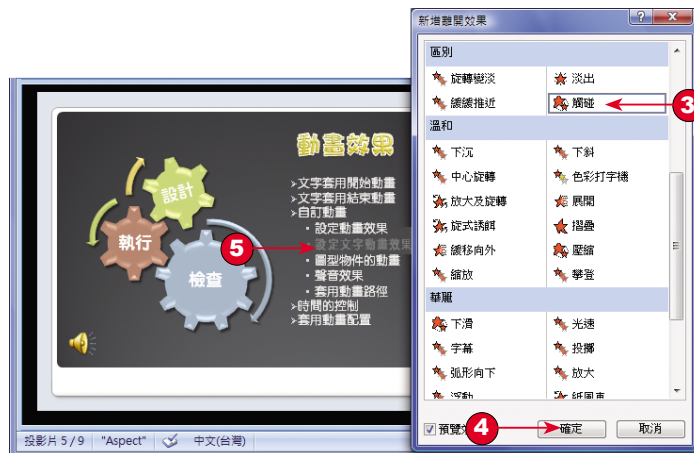 新增離開效果
區別
旋轉變淡
淡出
緩緩推近
觸碰
3
溫和
下沉
下斜
中心旋轉
色彩打字機
放大及旋轉
展開
旋式誘餌
摺疊
緩移向外
壓縮
縮放
攀登
華麗
下滑
光速
字幕
投擲
弧形向下
放大
浮動
紙風車
預覽
4
確定
取消
動畫效果
›文字套用開始動畫
›文字套用結束動畫
›自訂動畫
▪ 設定動畫效果
5
▪ 設定文字動畫效果
▪ 圖型物件的動畫
▪ 聲音效果
▪ 套用動畫路徑
›時間的控制
›套用動畫配置
設計
執行
檢查
投影片 5 / 9
"Aspect"
中文(台灣)